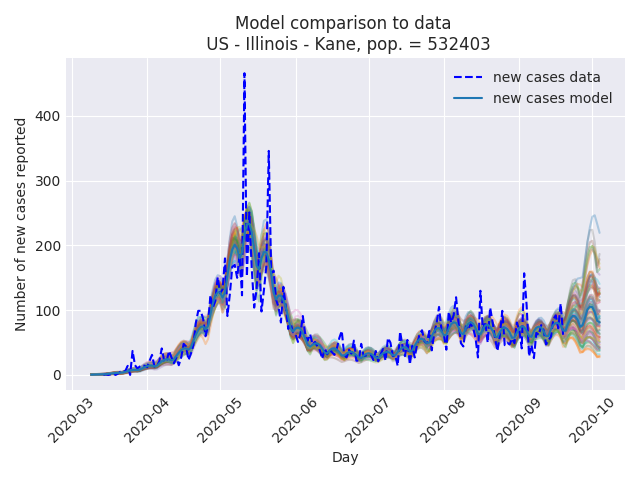 Model comparison to data
US - Illinois - Kane, pop. = 532403
new cases data
new cases model
Number of new cases reported
400
300
200
100
0
2020-03
2020-04
2020-05
2020-06
2020-07
2020-08
2020-09
2020-10
Day